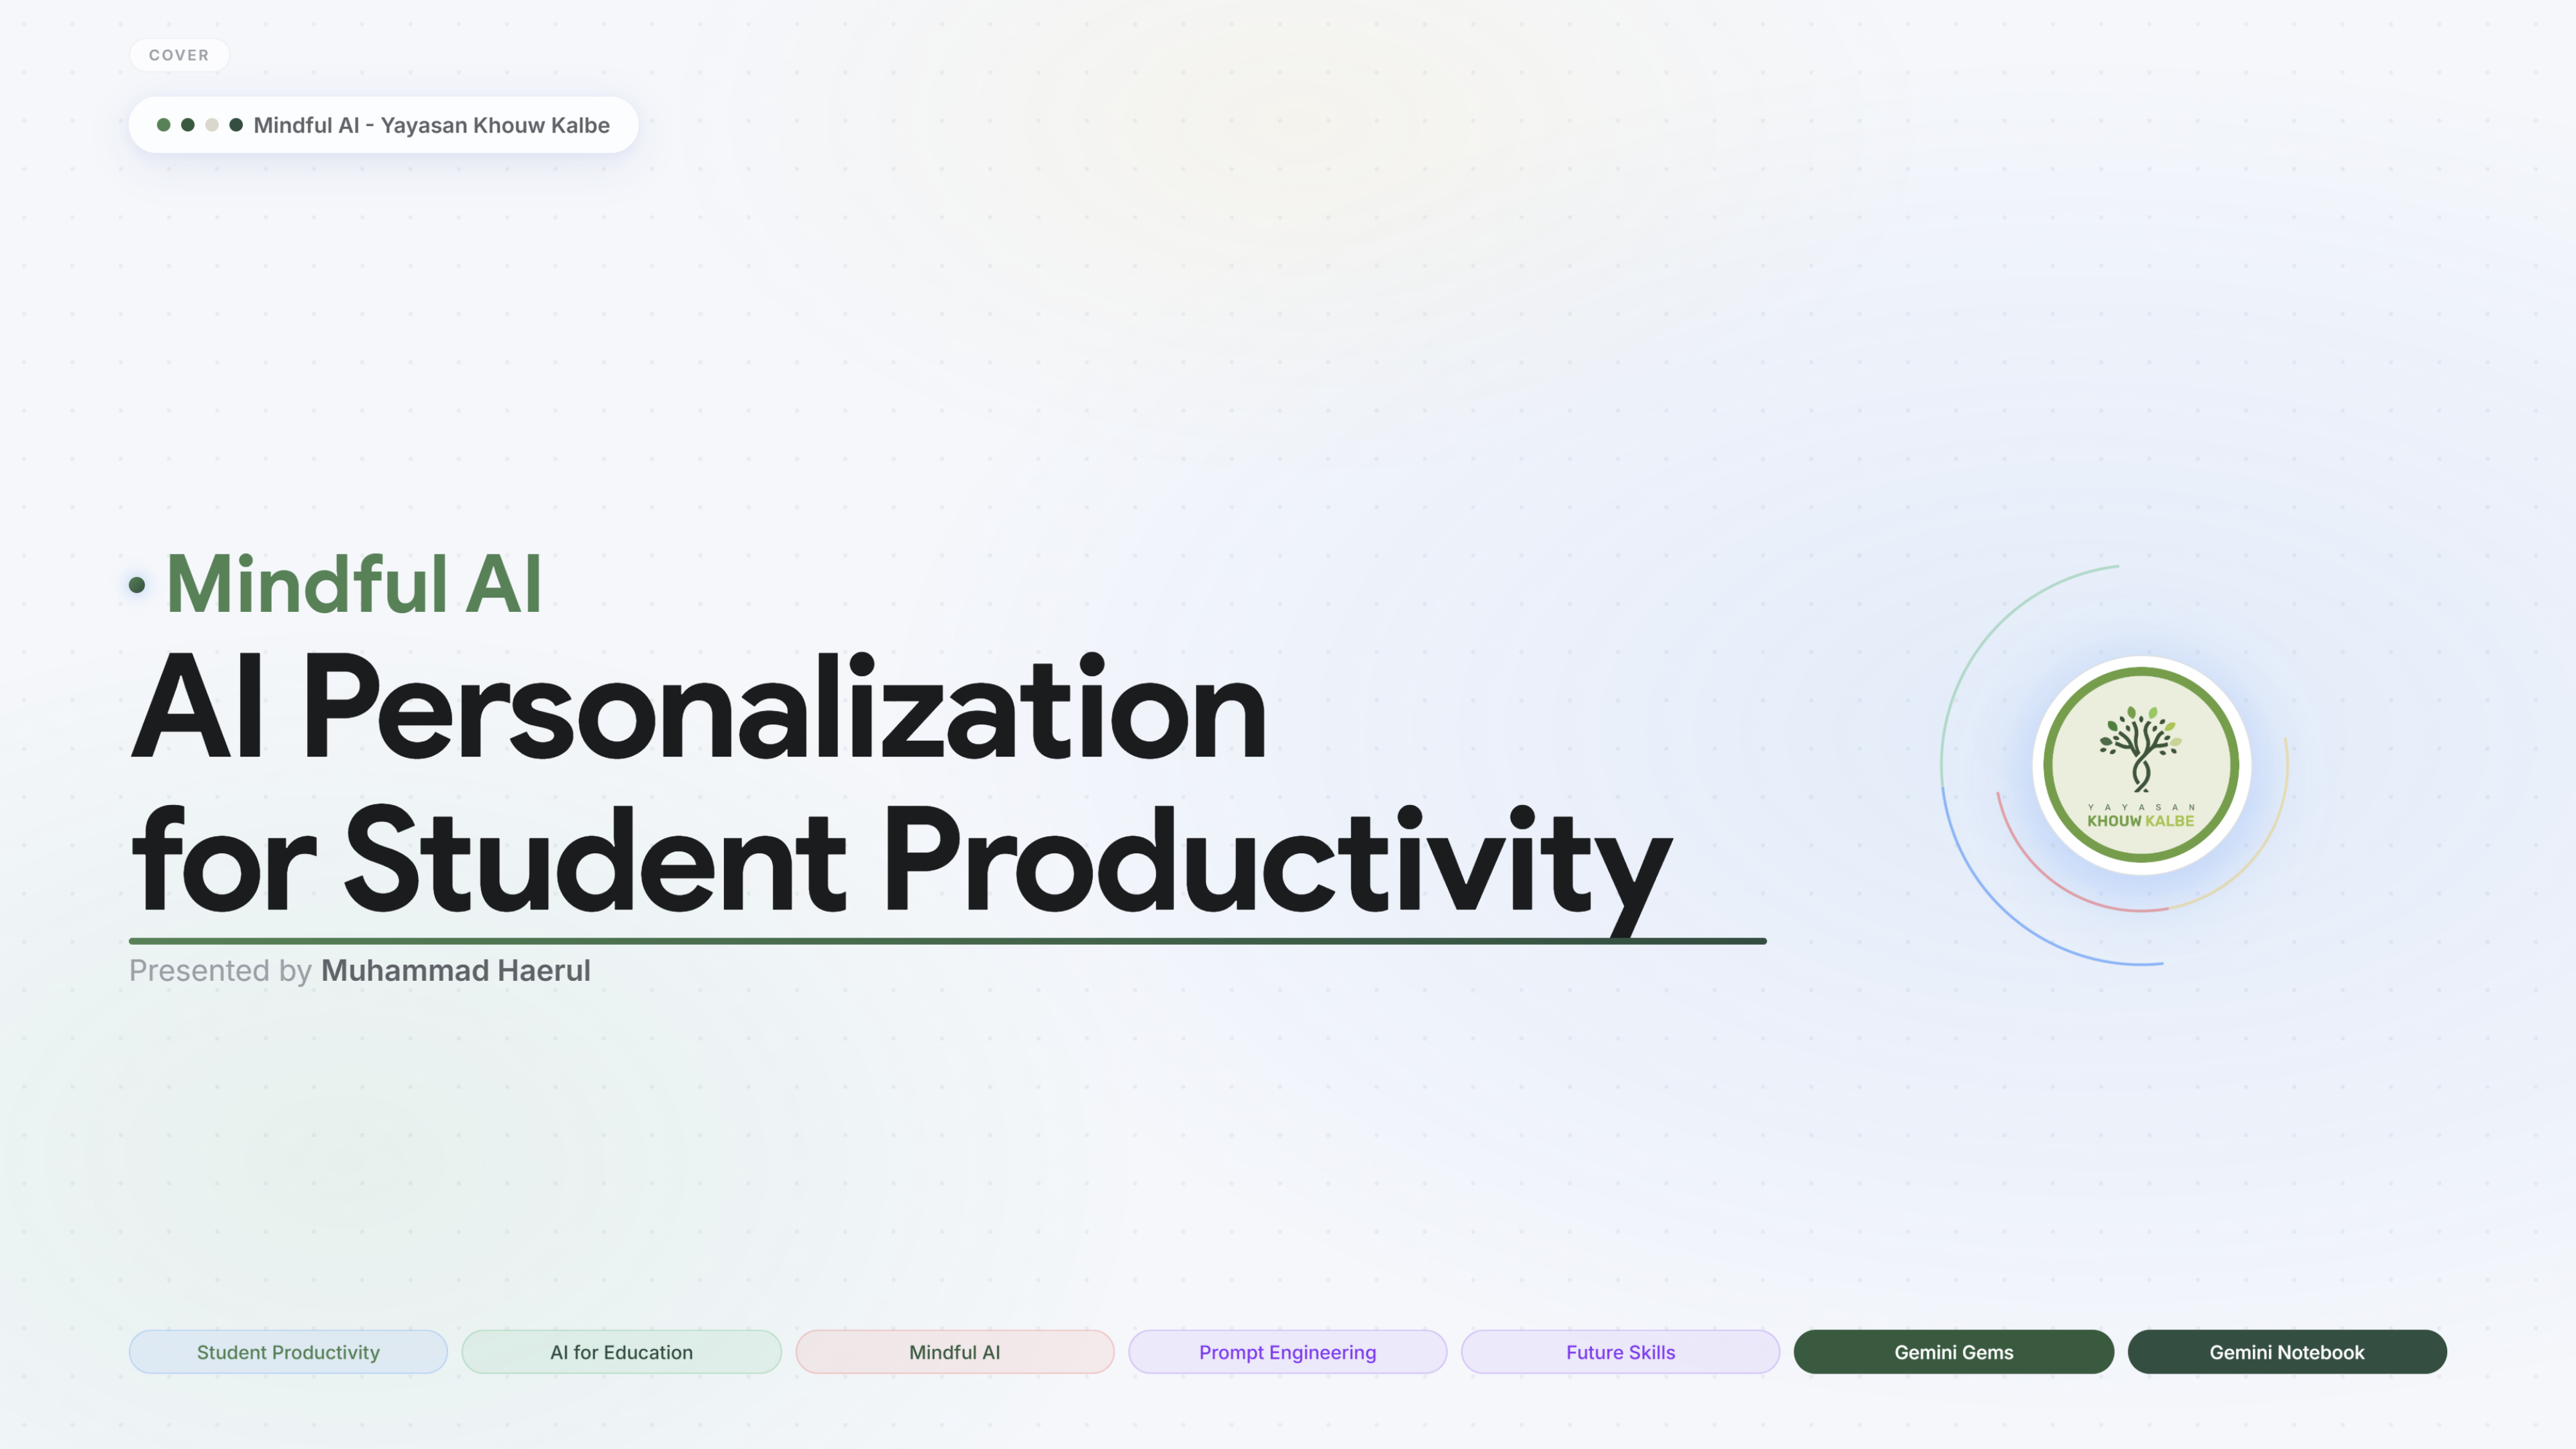 COVER
Mindful AI - Yayasan Khouw Kalbe
Mindful AI
AI Personalization
for Student Productivity
Presented by Muhammad Haerul
YAYASAN
KHOUW KALBE
Student Productivity
AI for Education
Mindful AI
Prompt Engineering
Future Skills
Gemini Gems
Gemini Notebook